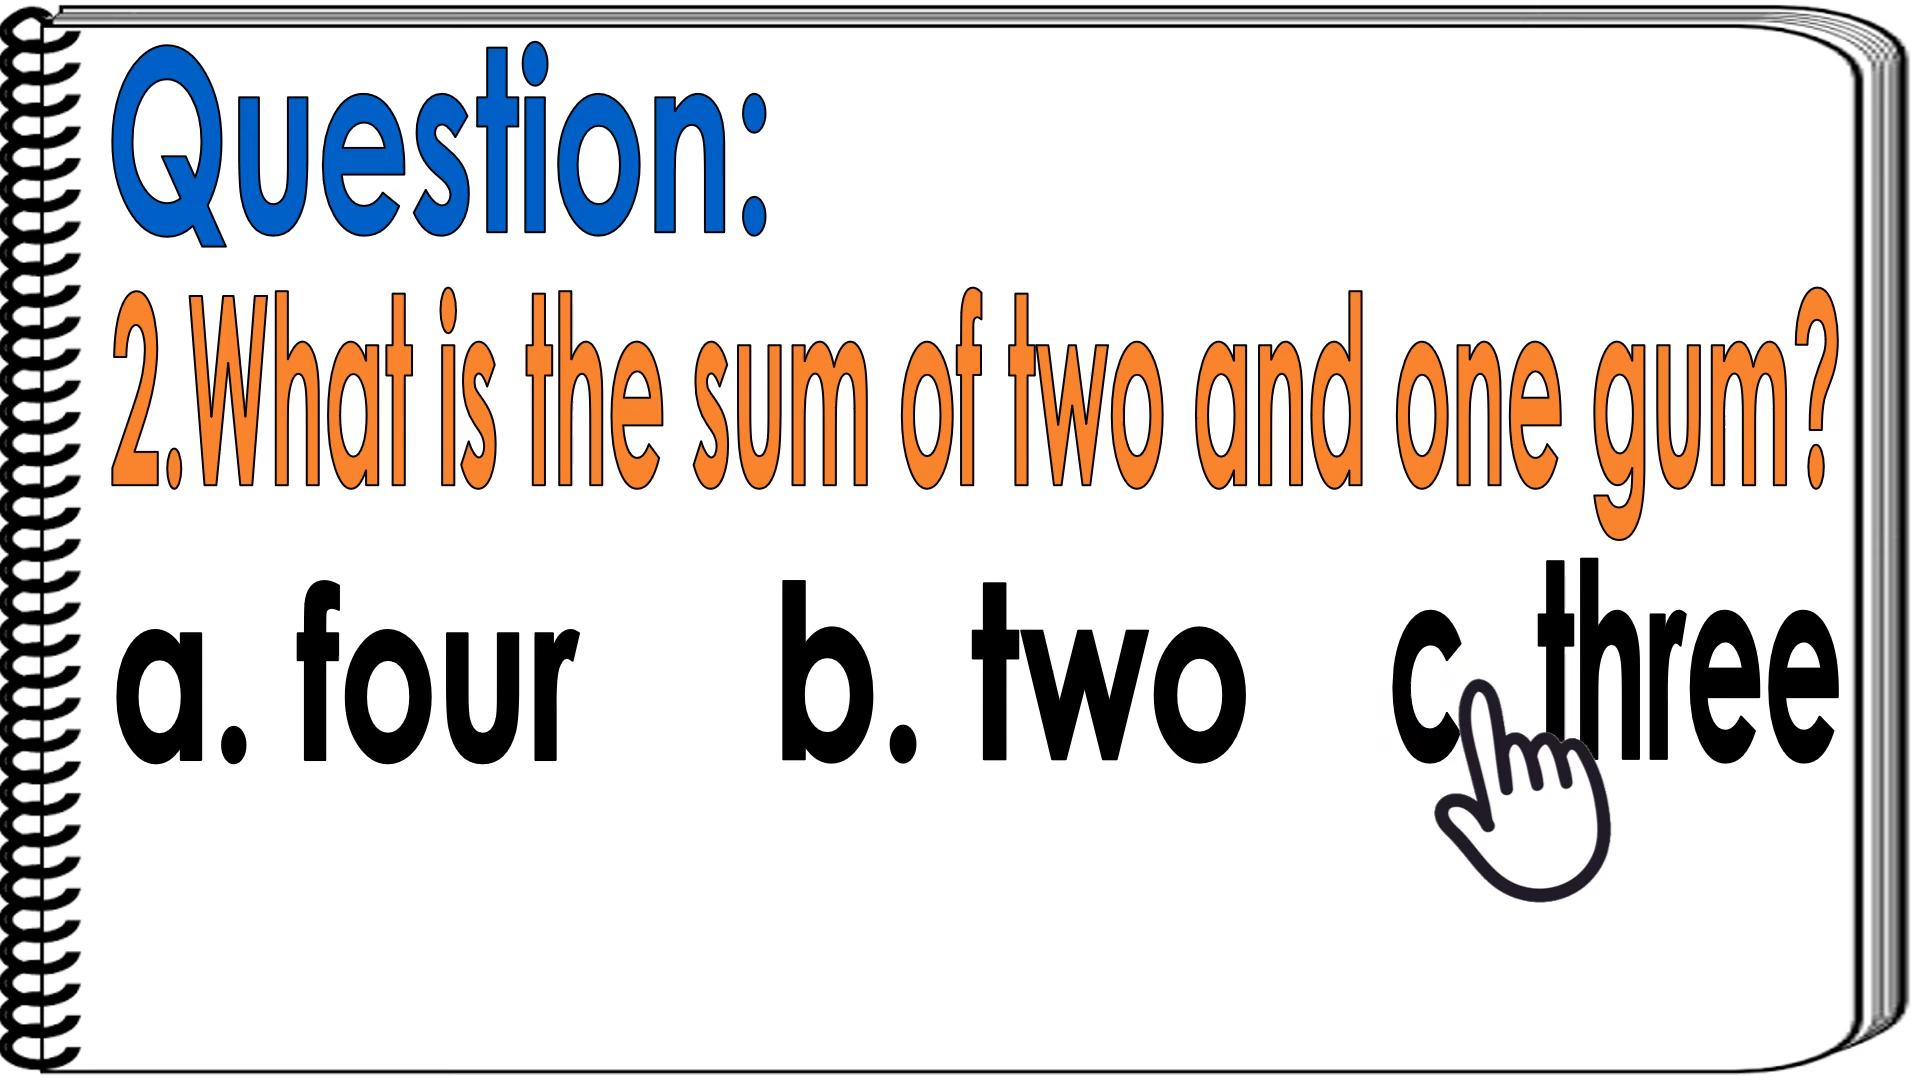 Question:
2.What is the sum of two and one gum?
a. four b. two c. three